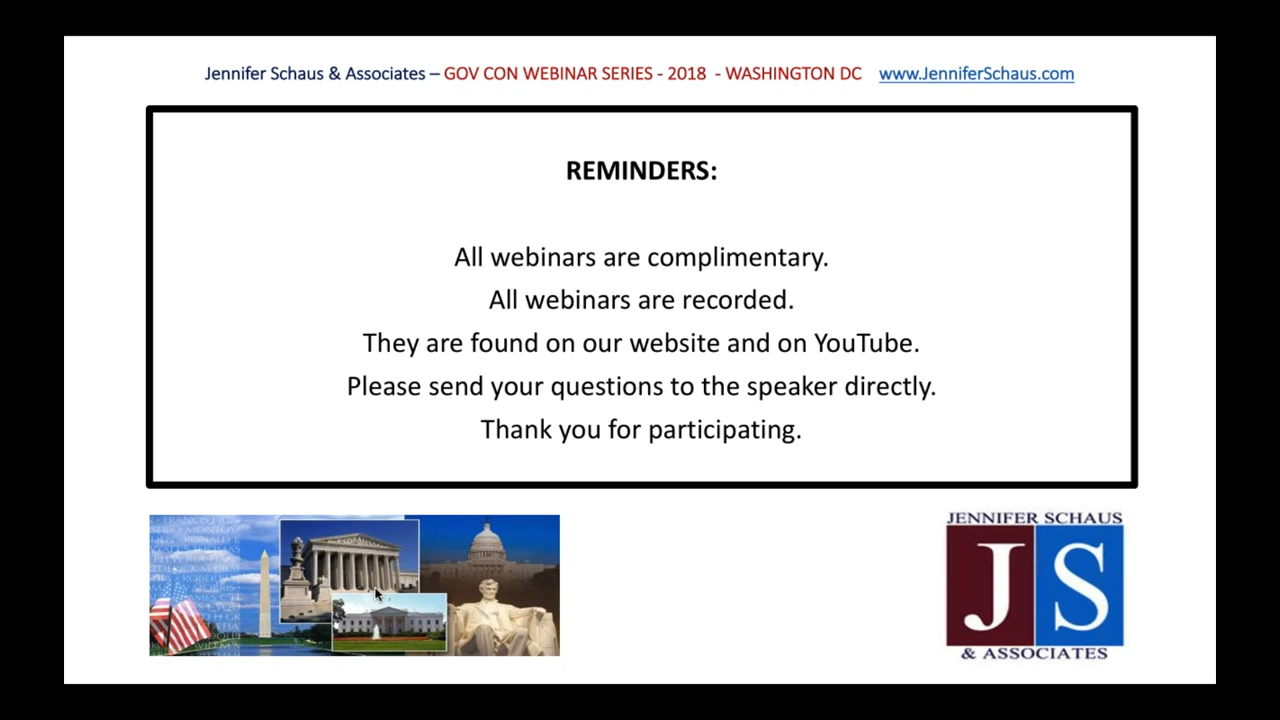 Jennifer Schaus & Associates – GOV CON WEBINAR SERIES - 2018 - WASHINGTON DC www.JenniferSchaus.com
REMINDERS:
All webinars are complimentary.
All webinars are recorded.
They are found on our website and on YouTube.
Please send your questions to the speaker directly.
Thank you for participating.
JENNIFER SCHAUS
JS
& ASSOCIATES